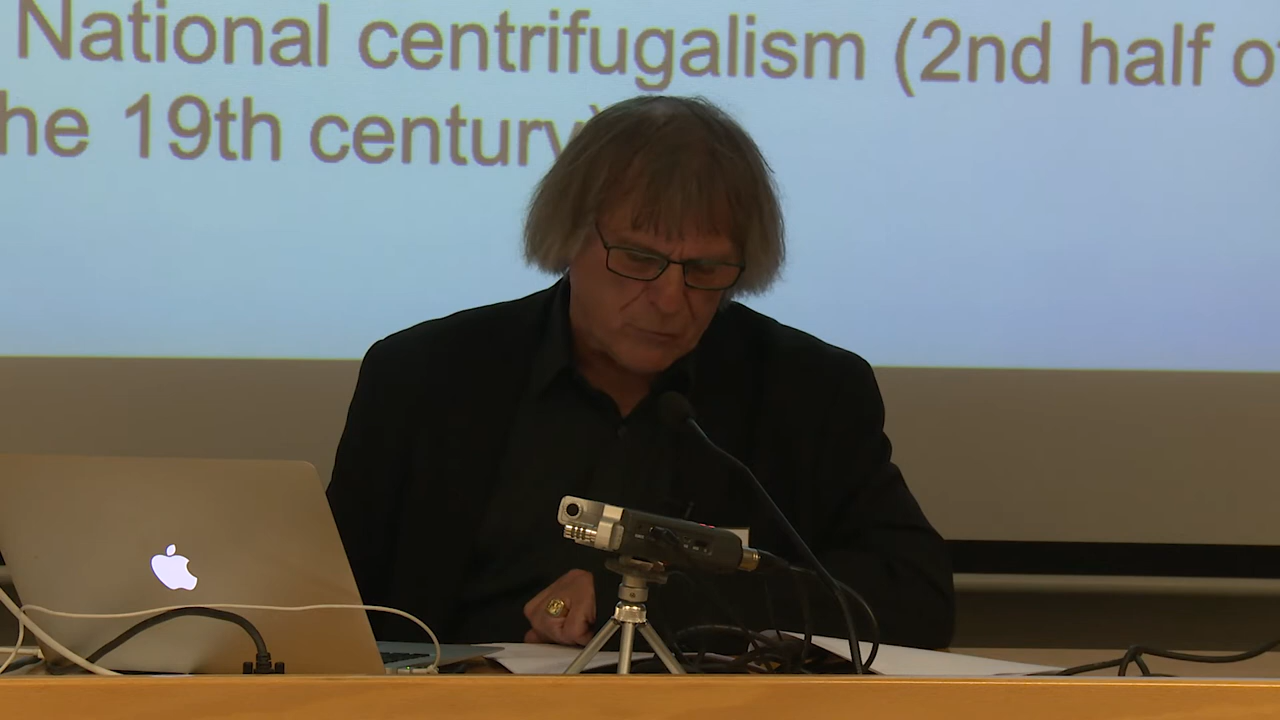 National centrifugalism (2nd half of
he 19th century)